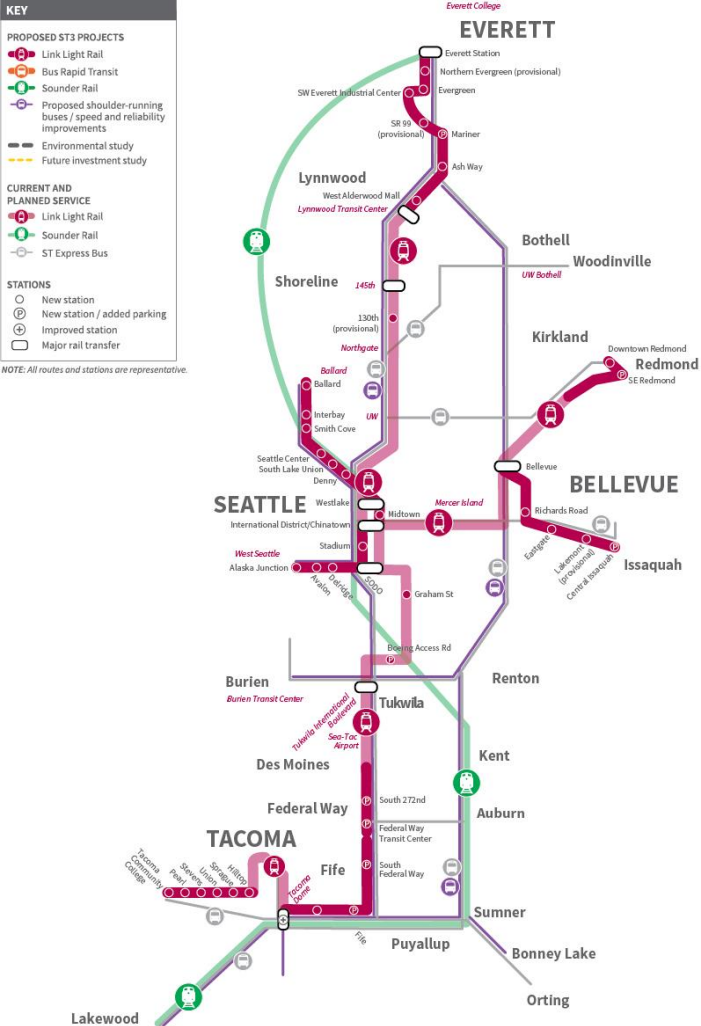 KEY
PROPOSED ST3 PROJECTS
Link Light Rail
Bus Rapid Transit
Sounder Rail
Proposed shoulder-running
buses / speed and reliability
improvements
Environmental study
Future investment study
CURRENT AND
PLANNED SERVICE
Link Light Rail
Sounder Rail
ST Express Bus
STATIONS
New station
P New station / added parking
Improved station
Major rail transfer
NOTE: All routes and stations are representative.
Everett College
EVERETT
Everett Station
Northern Evergreen (provisional)
SW Everett Industrial Center
Evergreen
SR 99
(provisional)
P
Mariner
Ash Way
Lynnwood
West Alderwood Mall
Lynnwood Transit Center
Bothell
Woodinville
UW Bothell
Shoreline
145th
130th
(provisional)
Northgate
Kirkland
Downtown Redmond
Redmond
P
SE Redmond
Ballard
Ballard
UW
Interbay
Smith Cove
Seattle Center
South Lake Union
Denny
Bellevue
BELLEVUE
SEATTLE
Westlake
Midtown
Mercer Island
International District/Chinatown
Richards Road
Stadium
Eastgate
Lakemont
(provisional)
Central Issaquah
P
Issaquah
West Seattle
Alaska Junction
Avalon
Delridge
SODO
Graham St
Boeing Access Rd
P
Burien
Burien Transit Center
Renton
Tukwila International
Boulevard
Tukwila
Sea-Tac
Airport
Des Moines
Kent
P
South 272nd
Federal Way
Auburn
P
Federal Way
Transit Center
TACOMA
Fife
P
South
Federal Way
Tacoma
Community
College
Pearl
Stevens
Union
Sprague
Hilltop
Tacoma
Dome
P
Fife
Sumner
Puyallup
Bonney Lake
Orting
Lakewood